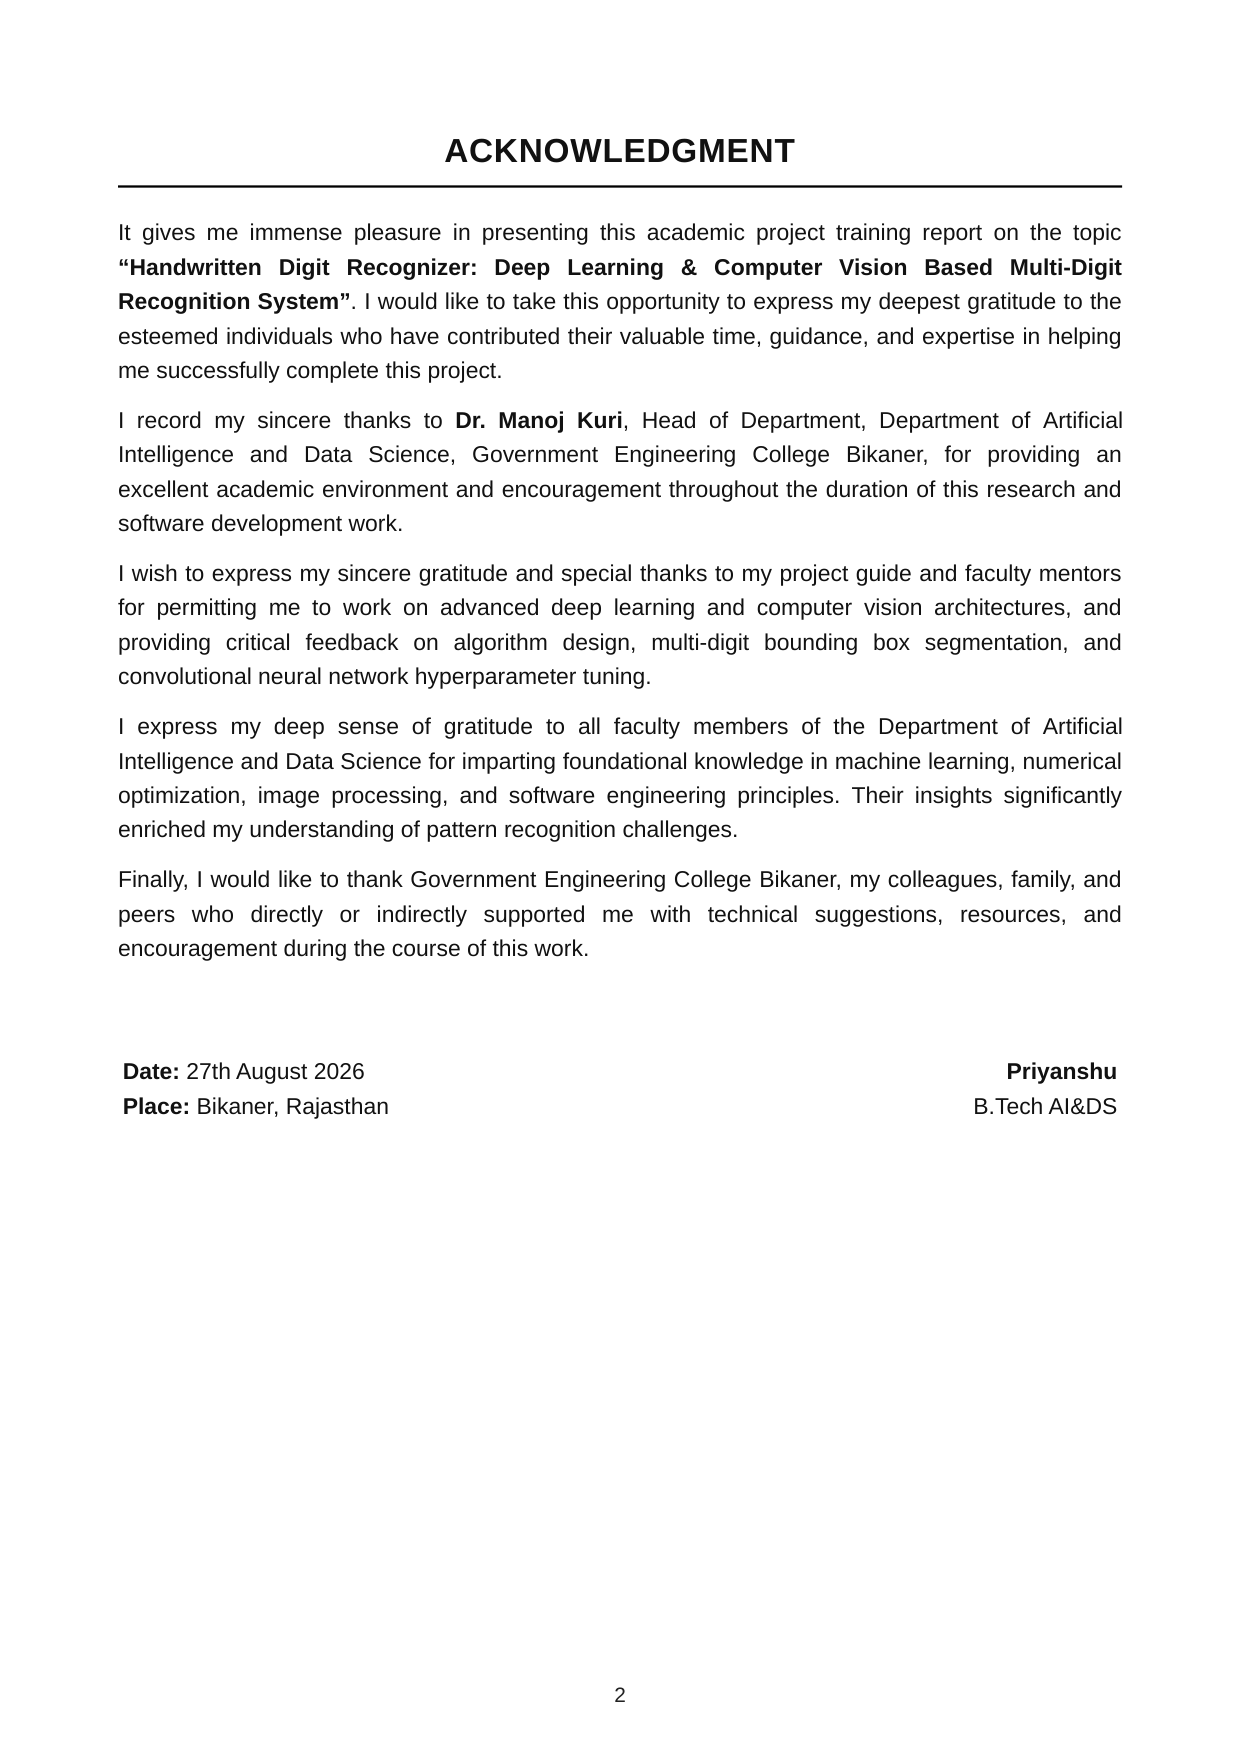 ACKNOWLEDGMENT
It gives me immense pleasure in presenting this academic project training report on the topic
“Handwritten Digit Recognizer: Deep Learning & Computer Vision Based Multi-Digit
Recognition System”. I would like to take this opportunity to express my deepest gratitude to the
esteemed individuals who have contributed their valuable time, guidance, and expertise in helping
me successfully complete this project.
I record my sincere thanks to Dr. Manoj Kuri, Head of Department, Department of Artificial
Intelligence and Data Science, Government Engineering College Bikaner, for providing an
excellent academic environment and encouragement throughout the duration of this research and
software development work.
I wish to express my sincere gratitude and special thanks to my project guide and faculty mentors
for permitting me to work on advanced deep learning and computer vision architectures, and
providing critical feedback on algorithm design, multi-digit bounding box segmentation, and
convolutional neural network hyperparameter tuning.
I express my deep sense of gratitude to all faculty members of the Department of Artificial
Intelligence and Data Science for imparting foundational knowledge in machine learning, numerical
optimization, image processing, and software engineering principles. Their insights significantly
enriched my understanding of pattern recognition challenges.
Finally, I would like to thank Government Engineering College Bikaner, my colleagues, family, and
peers who directly or indirectly supported me with technical suggestions, resources, and
encouragement during the course of this work.
Date: 27th August 2026 Priyanshu
Place: Bikaner, Rajasthan B.Tech AI&DS
2